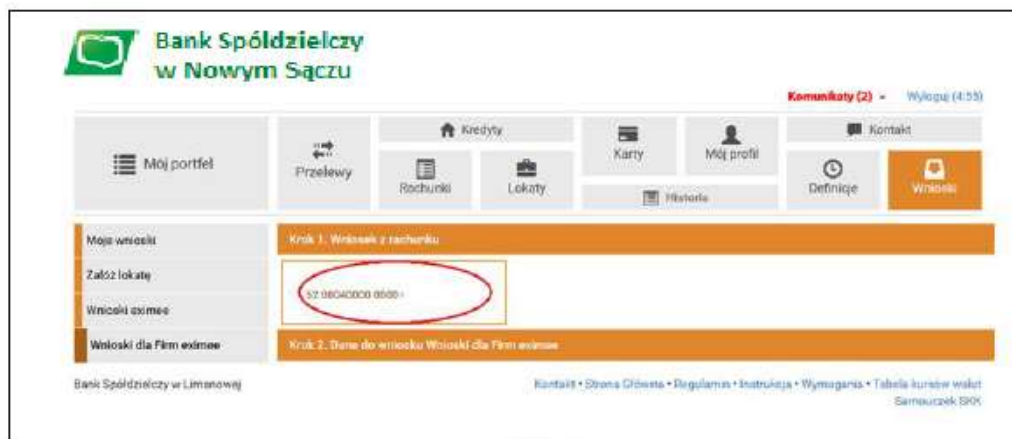 Bank Spółdzielczy
w Nowym Sączu
Komunikaty (2) Wyloguj (4:55)
Mój portfel
Przelewy
Kredyty
Rachunki
Lokaty
Karty
Mój profil
Historia
Kontakt
Definicje
Wnioski
Moje wnioski
Załóż lokatę
Wnioski eximee
Wnioski dla Firm eximee
Krok 1. Wniosek z rachunku
Krok 2. Dane do wniosku Wnioski dla Firm eximee
Bank Spółdzielczy w Limanowej
Kontakt • Strona Główna • Regulamin • Instrukcja • Wymagania • Tabela kursów walut
Samouczek SKK